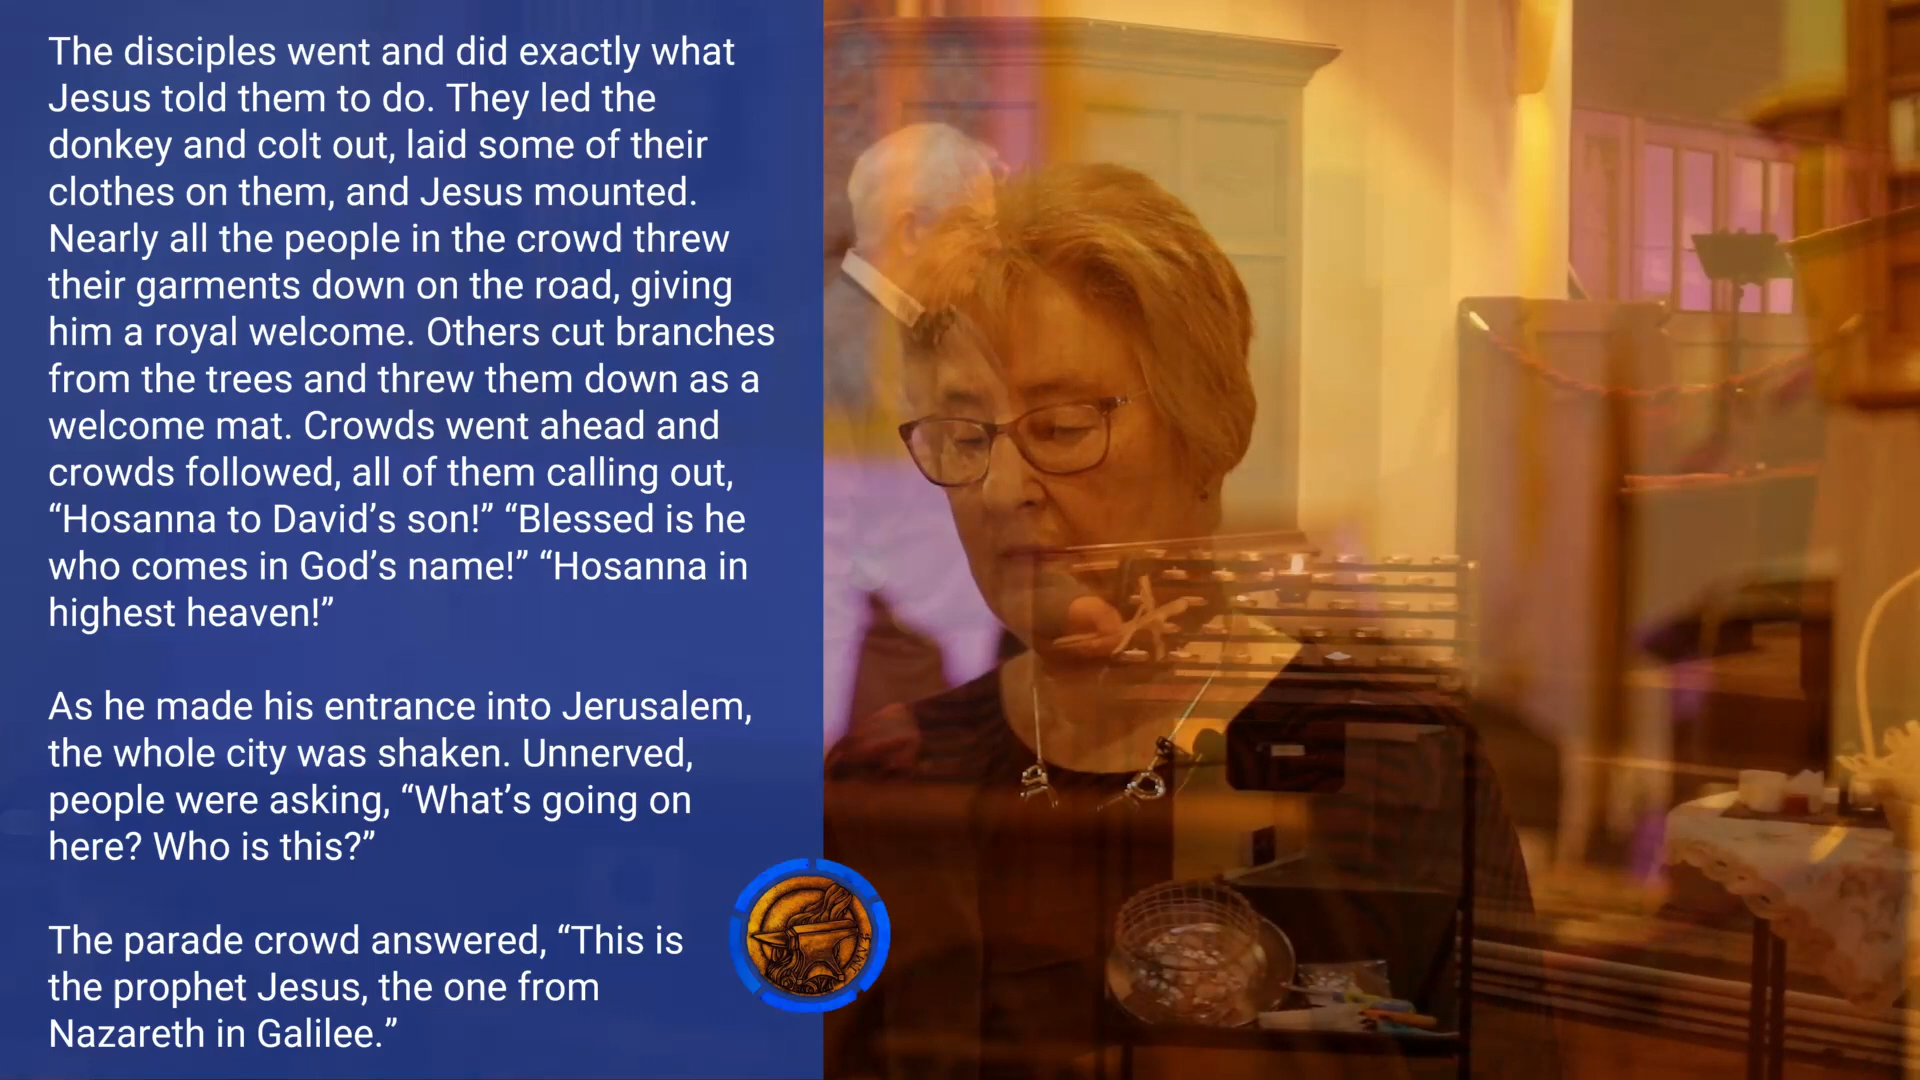 The disciples went and did exactly what
Jesus told them to do. They led the
donkey and colt out, laid some of their
clothes on them, and Jesus mounted.
Nearly all the people in the crowd threw
their garments down on the road, giving
him a royal welcome. Others cut branches
from the trees and threw them down as a
welcome mat. Crowds went ahead and
crowds followed, all of them calling out,
“Hosanna to David’s son!” “Blessed is he
who comes in God’s name!” “Hosanna in
highest heaven!”
As he made his entrance into Jerusalem,
the whole city was shaken. Unnerved,
people were asking, “What’s going on
here? Who is this?”
The parade crowd answered, “This is
the prophet Jesus, the one from
Nazareth in Galilee.”